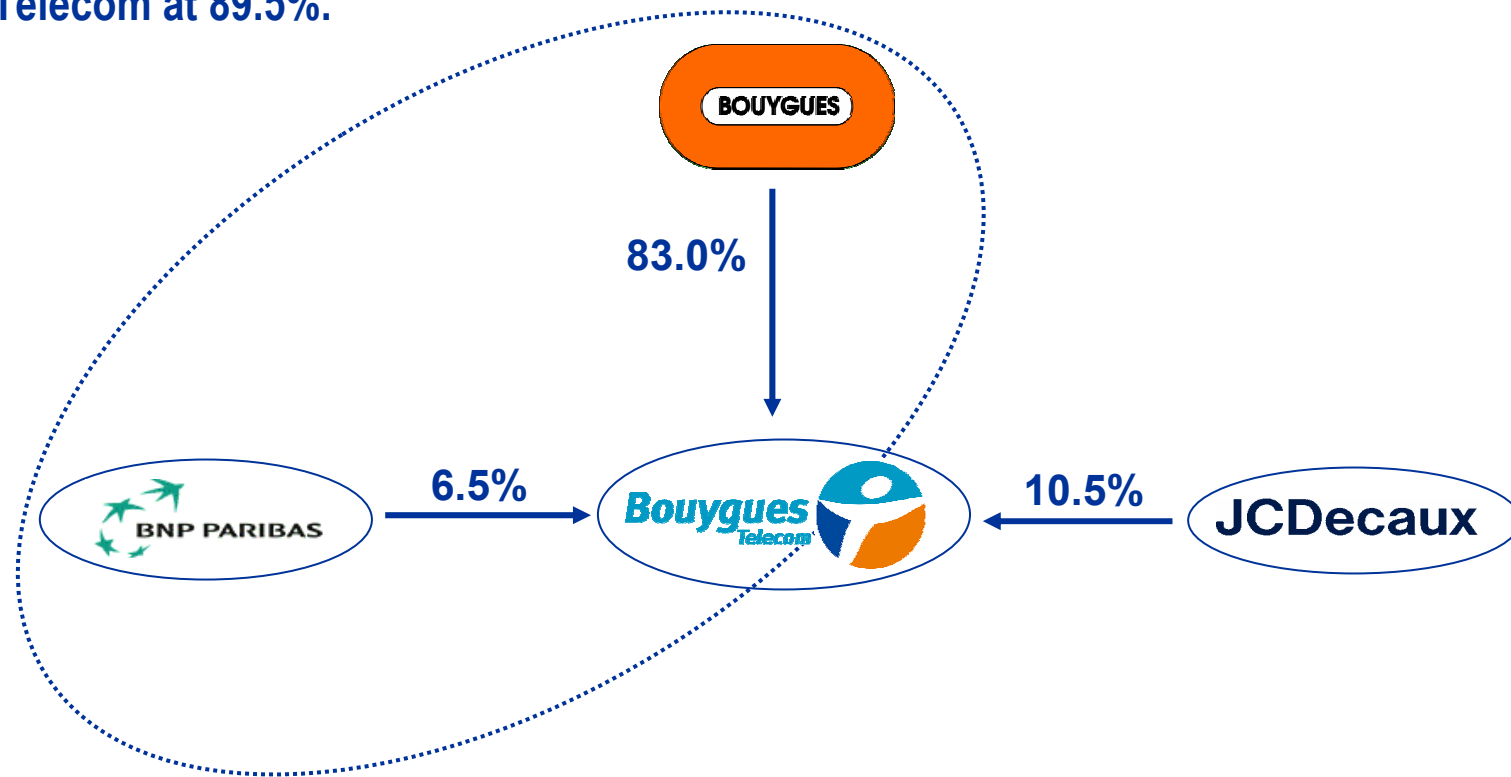 Telecom at 89.5%.
BOUYGUES
83.0%
6.5%
10.5%
BNP PARIBAS
Bouygues
Telecom
JCDecaux